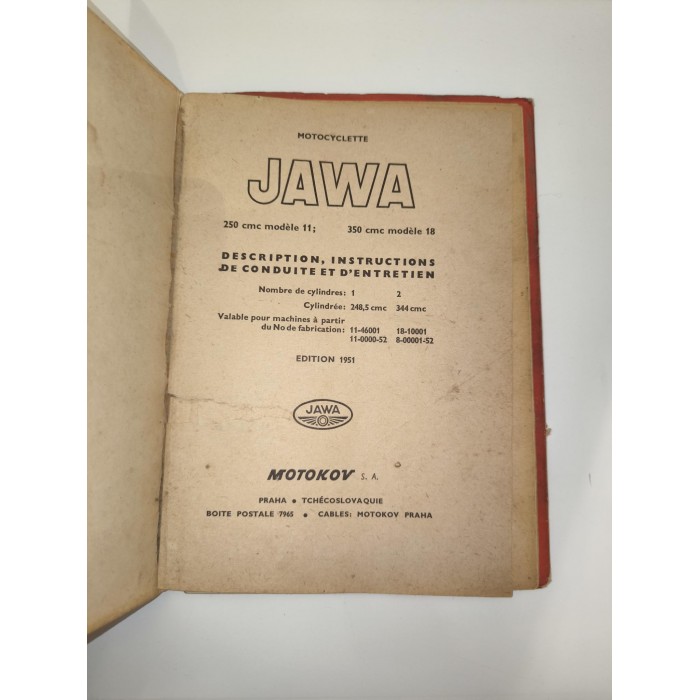 MOTOCYCLETTE
JAWA
250 cmc modèle 11; 350 cmc modèle 18
DESCRIPTION, INSTRUCTIONS
DE CONDUITE ET D'ENTRETIEN
Nombre de cylindres: 1 2
Cylindrée: 248,5 cmc 344 cmc
Valable pour machines à partir
du No de fabrication: 11-46001 18-10001
11-0000-52 8-00001-52
EDITION 1951
JAWA
MOTOKOV S. A.
PRAHA • TCHÉCOSLOVAQUIE
BOITE POSTALE 7965 • CABLES: MOTOKOV PRAHA